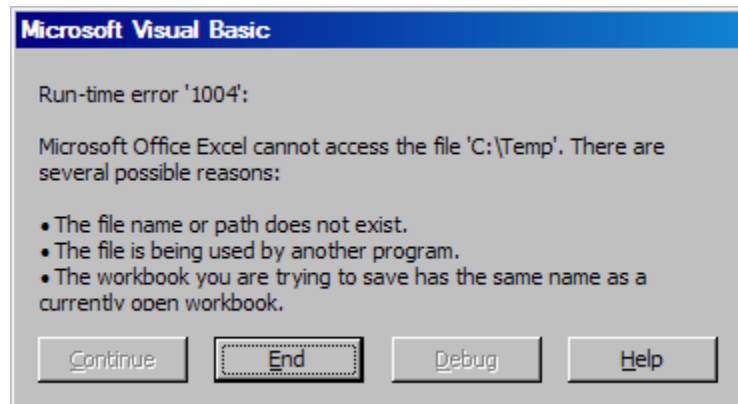 Microsoft Visual Basic
Run-time error '1004':
Microsoft Office Excel cannot access the file 'C:\Temp'. There are
several possible reasons:
• The file name or path does not exist.
• The file is being used by another program.
• The workbook you are trying to save has the same name as a
currently open workbook.
Continue End Debug Help